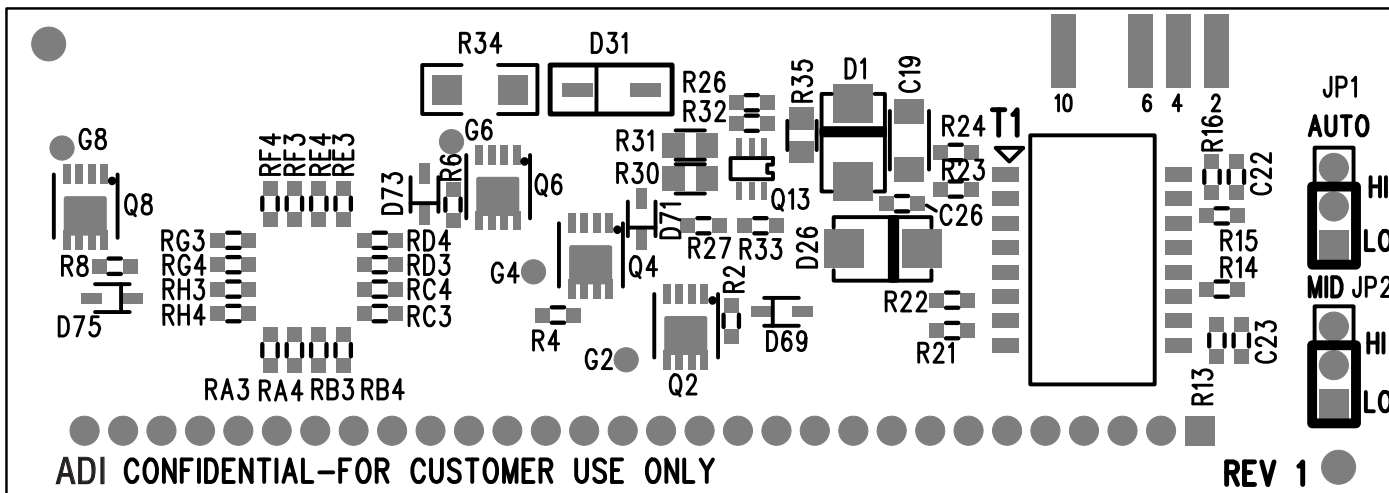 R34
D31
R26
R32
R35
D1
C19
10
6
4
2
JP1
AUTO
HI
LO
G8
G6
R31
R30
T1
R24
R23
R16
C22
RF4
RF3
RE4
RE3
D73
R6
Q6
Q8
Q13
C26
D71
R27
R33
D26
R15
R14
MID
JP2
HI
LO
RG3
RG4
RH3
RH4
RD4
RD3
RC4
RC3
R8
D75
G4
Q4
R4
R2
D69
R22
R21
C23
G2
Q2
R13
RA3
RA4
RB3
RB4
ADI CONFIDENTIAL-FOR CUSTOMER USE ONLY
REV 1